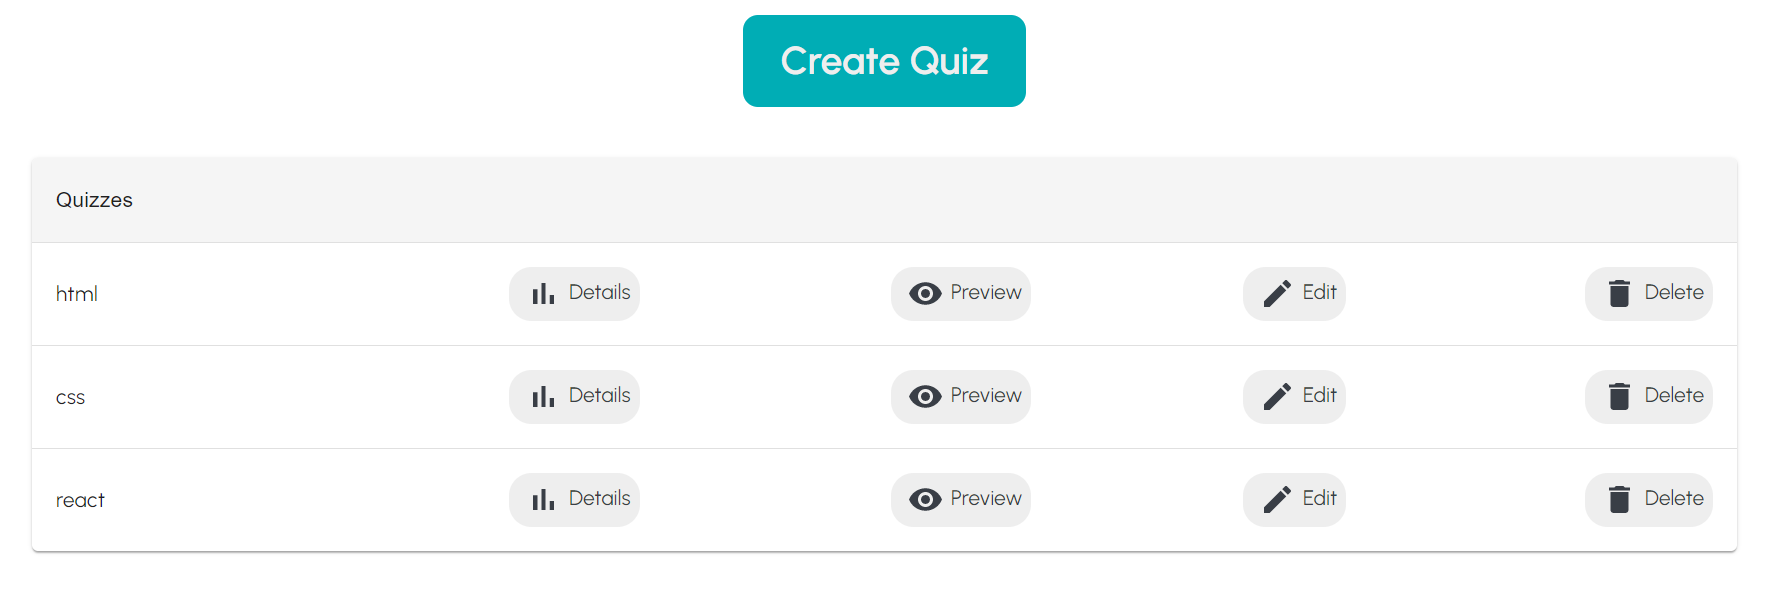 Create Quiz
Quizzes
html Details Preview Edit Delete
css Details Preview Edit Delete
react Details Preview Edit Delete